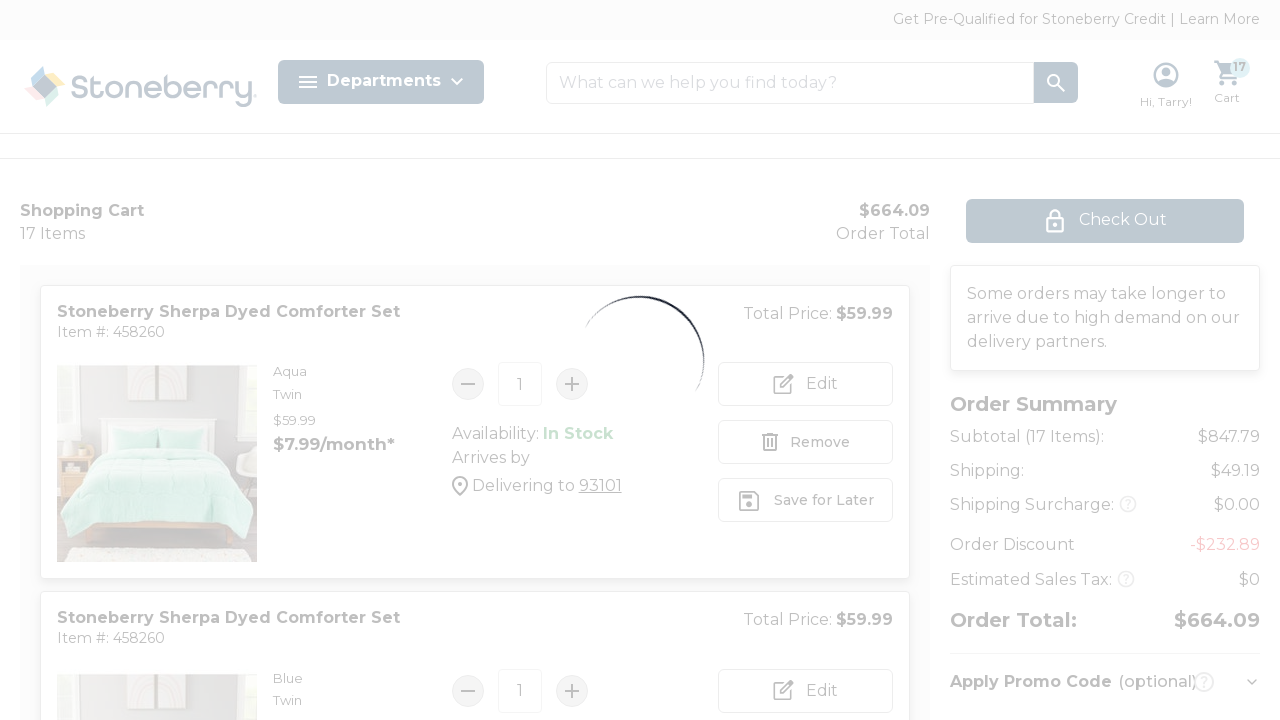 Get Pre-Qualified for Stoneberry Credit | Learn More
Stoneberry
Departments
What can we help you find today?
Hi, Tarry!
17
Cart
Shopping Cart
17 Items
$664.09
Order Total
Check Out
Stoneberry Sherpa Dyed Comforter Set
Item #: 458260
Total Price: $59.99
Aqua
Twin
$59.99
$7.99/month*
1
Availability: In Stock
Arrives by
Delivering to 93101
Edit
Remove
Save for Later
Stoneberry Sherpa Dyed Comforter Set
Item #: 458260
Total Price: $59.99
Blue
Twin
1
Edit
Some orders may take longer to
arrive due to high demand on our
delivery partners.
Order Summary
Subtotal (17 Items): $847.79
Shipping: $49.19
Shipping Surcharge: ? $0.00
Order Discount -$232.89
Estimated Sales Tax: ? $0
Order Total: $664.09
Apply Promo Code (optional) ?